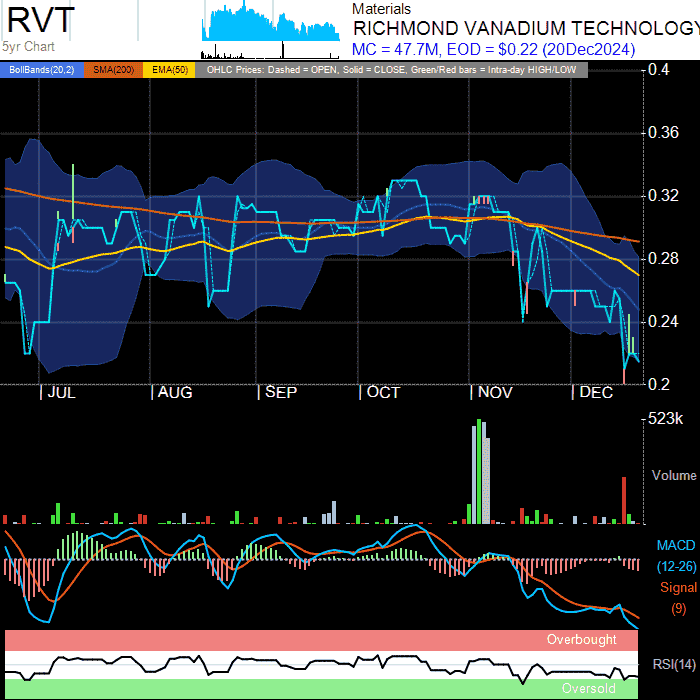 RVT
5yr Chart
Materials
RICHMOND VANADIUM TECHNOLOGY
MC = 47.7M, EOD = $0.22 (20Dec2024)
BollBands(20,2) SMA(200) EMA(50) OHLC Prices: Dashed = OPEN, Solid = CLOSE, Green/Red bars = Intra-day HIGH/LOW
0.4
0.36
0.32
0.28
0.24
0.2
JUL AUG SEP OCT NOV DEC
523k
Volume
MACD
(12-26)
Signal
(9)
Overbought
RSI(14)
Oversold